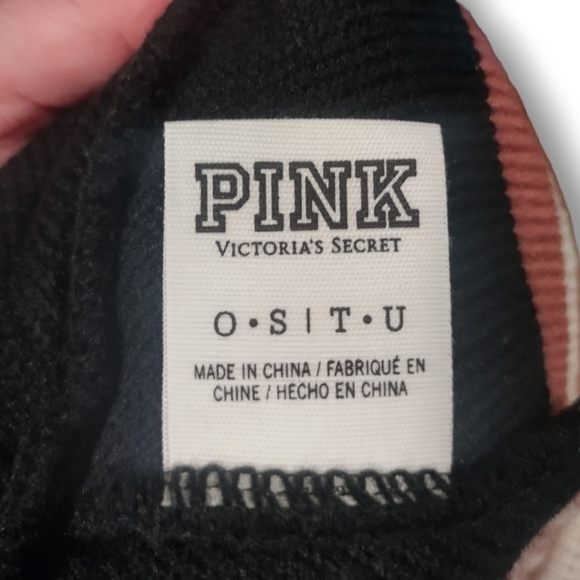 PINK
VICTORIA'S SECRET
O•S | T•U
MADE IN CHINA / FABRIQUÉ EN
CHINE / HECHO EN CHINA